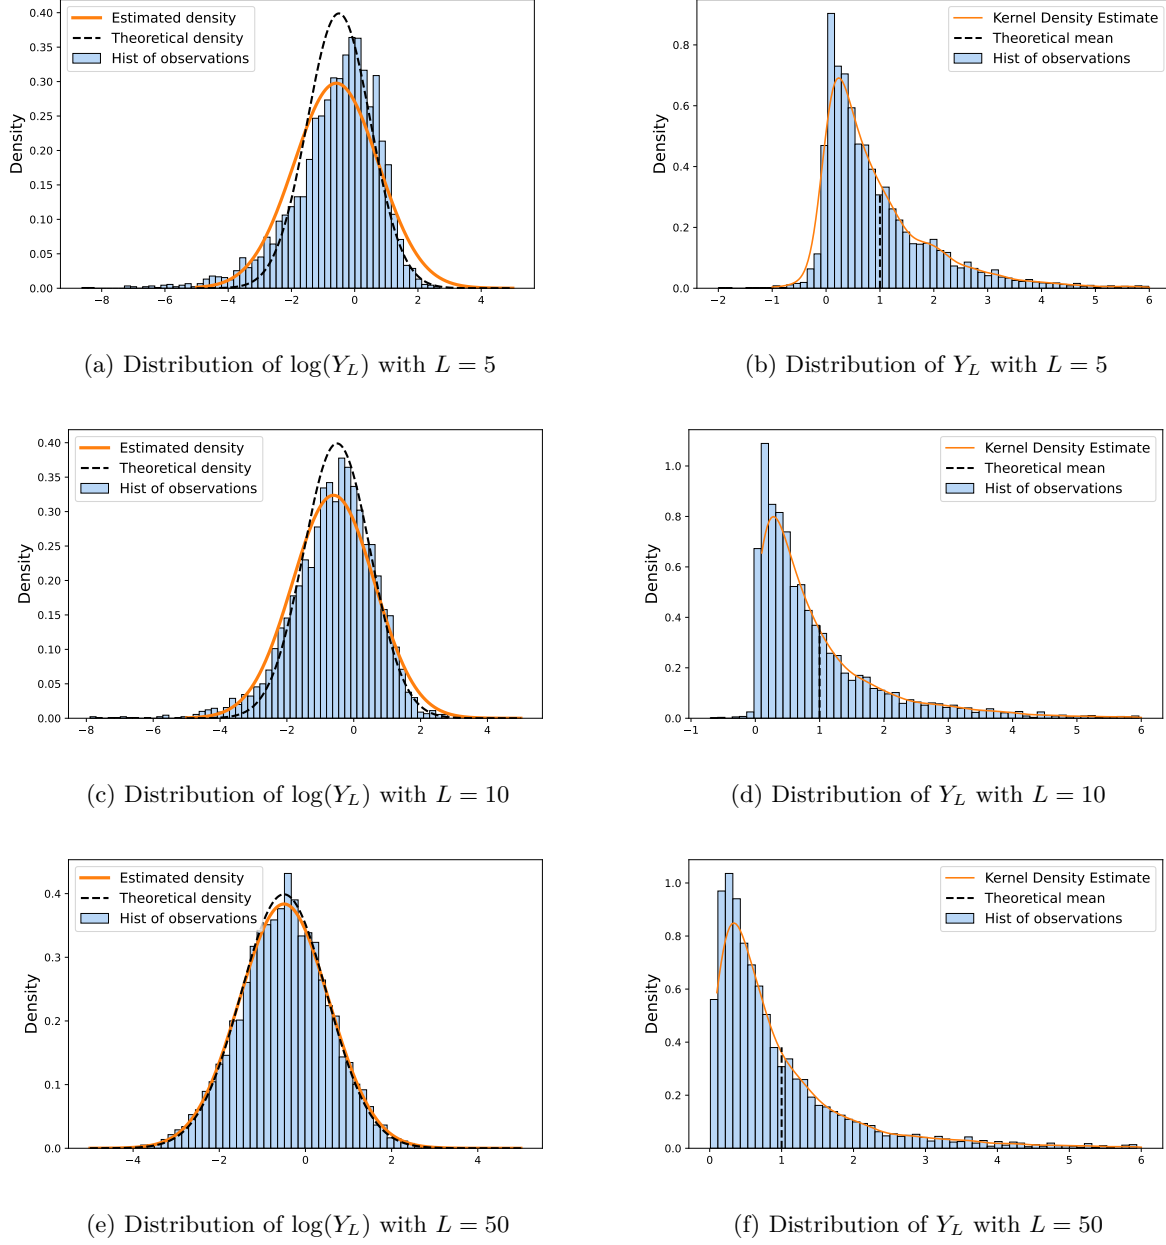 Estimated density
Theoretical density
Hist of observations
Density
0.40
0.35
0.30
0.25
0.20
0.15
0.10
0.05
0.00
−8 −6 −4 −2 0 2 4
Kernel Density Estimate
Theoretical mean
Hist of observations
Density
0.8
0.6
0.4
0.2
0.0
−2 −1 0 1 2 3 4 5 6
(a) Distribution of log(Y_L) with L = 5
(b) Distribution of Y_L with L = 5
Estimated density
Theoretical density
Hist of observations
Density
0.40
0.35
0.30
0.25
0.20
0.15
0.10
0.05
0.00
−8 −6 −4 −2 0 2 4
Kernel Density Estimate
Theoretical mean
Hist of observations
Density
1.0
0.8
0.6
0.4
0.2
0.0
−1 0 1 2 3 4 5 6
(c) Distribution of log(Y_L) with L = 10
(d) Distribution of Y_L with L = 10
Estimated density
Theoretical density
Hist of observations
Density
0.4
0.3
0.2
0.1
0.0
−4 −2 0 2 4
Kernel Density Estimate
Theoretical mean
Hist of observations
Density
1.0
0.8
0.6
0.4
0.2
0.0
0 1 2 3 4 5 6
(e) Distribution of log(Y_L) with L = 50
(f) Distribution of Y_L with L = 50